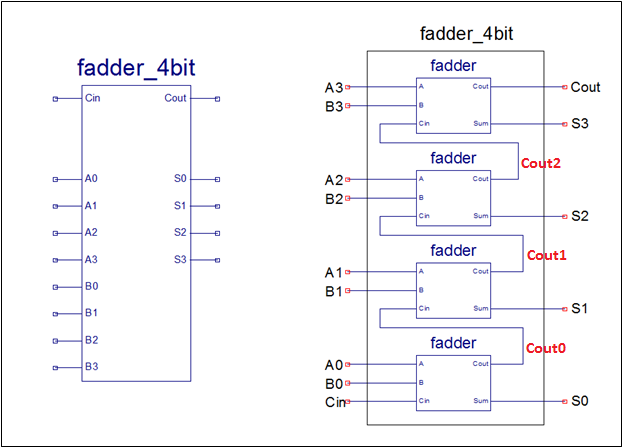 fadder_4bit
Cin Cout
A0 S0
A1 S1
A2 S2
A3 S3
B0
B1
B2
B3
fadder_4bit
fadder
A3 A Cout Cout
B3 B
Cin Sum S3
Cout2
fadder
A2 A Cout
B2 B
Cin Sum S2
Cout1
fadder
A1 A Cout
B1 B
Cin Sum S1
Cout0
fadder
A0 A Cout
B0 B
Cin Cin Sum S0